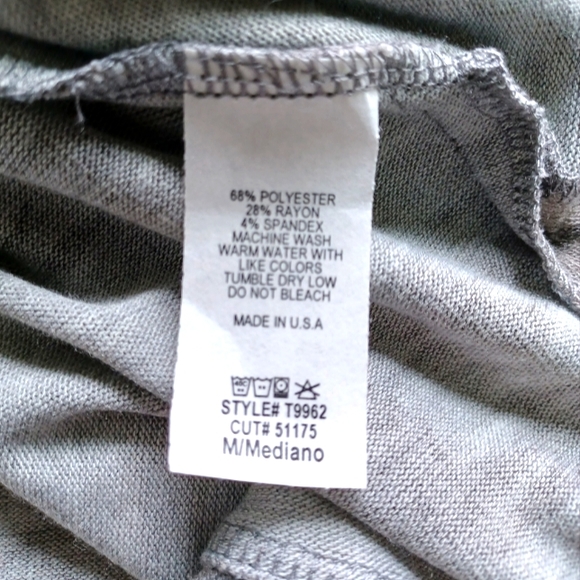 68% POLYESTER
28% RAYON
4% SPANDEX
MACHINE WASH
WARM WATER WITH
LIKE COLORS
TUMBLE DRY LOW
DO NOT BLEACH
MADE IN U.S.A
STYLE# T9962
CUT# 51175
M/Mediano